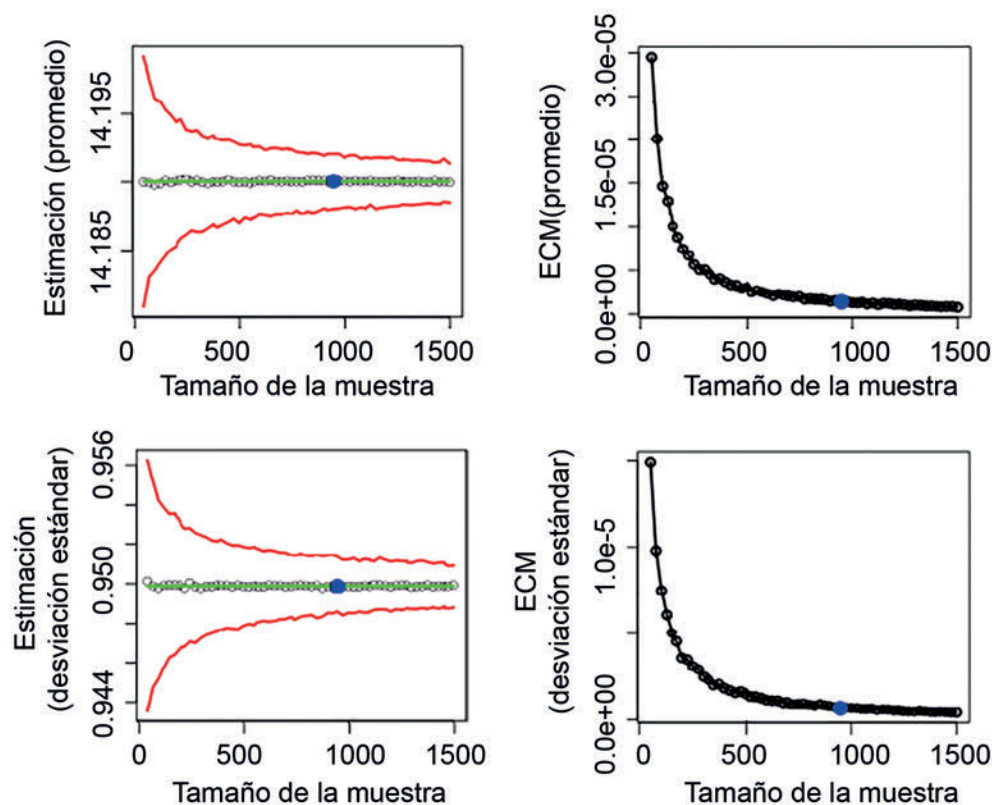 Estimación (promedio)
14.195
14.185
0 500 1000 1500
Tamaño de la muestra
ECM(promedio)
3.0e-05
1.5e-05
0.0e+00
0 500 1000 1500
Tamaño de la muestra
Estimación
(desviación estándar)
0.956
0.950
0.944
0 500 1000 1500
Tamaño de la muestra
ECM
(desviación estándar)
1.0e-5
0.0e+00
0 500 1000 1500
Tamaño de la muestra